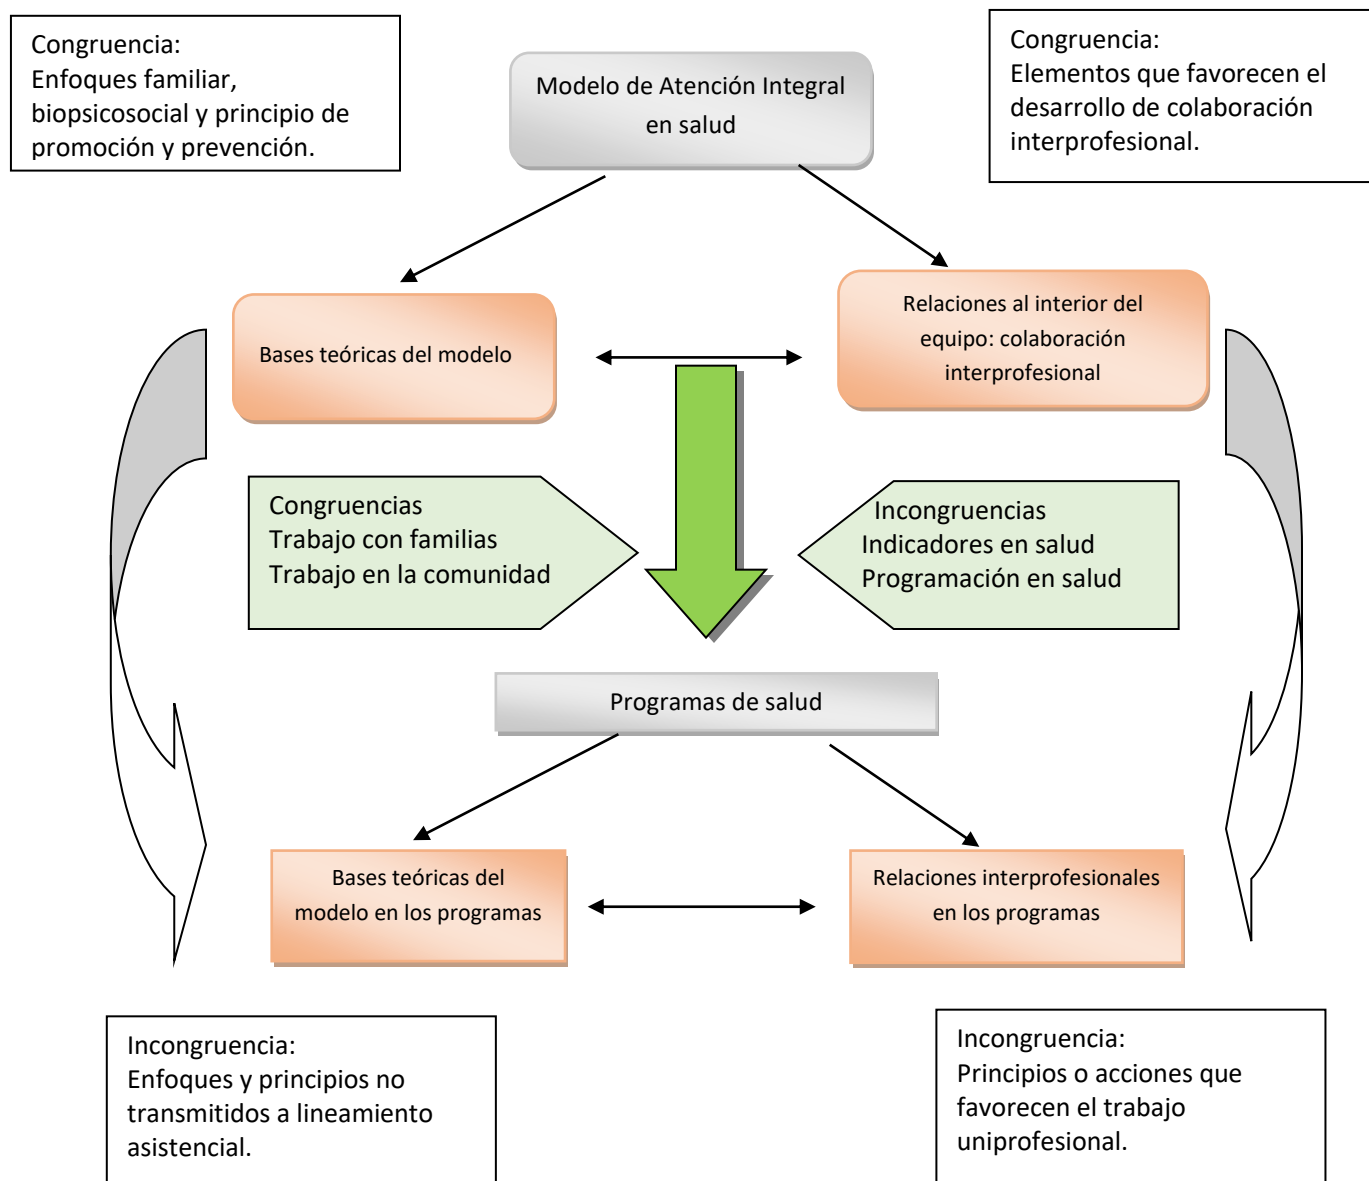 Congruencia:
Enfoques familiar,
biopsicosocial y principio de
promoción y prevención.
Modelo de Atención Integral
en salud
Congruencia:
Elementos que favorecen el
desarrollo de colaboración
interprofesional.
Bases teóricas del modelo
Relaciones al interior del
equipo: colaboración
interprofesional
Congruencias
Trabajo con familias
Trabajo en la comunidad
Incongruencias
Indicadores en salud
Programación en salud
Programas de salud
Bases teóricas del
modelo en los programas
Relaciones interprofesionales
en los programas
Incongruencia:
Enfoques y principios no
transmitidos a lineamiento
asistencial.
Incongruencia:
Principios o acciones que
favorecen el trabajo
uniprofesional.